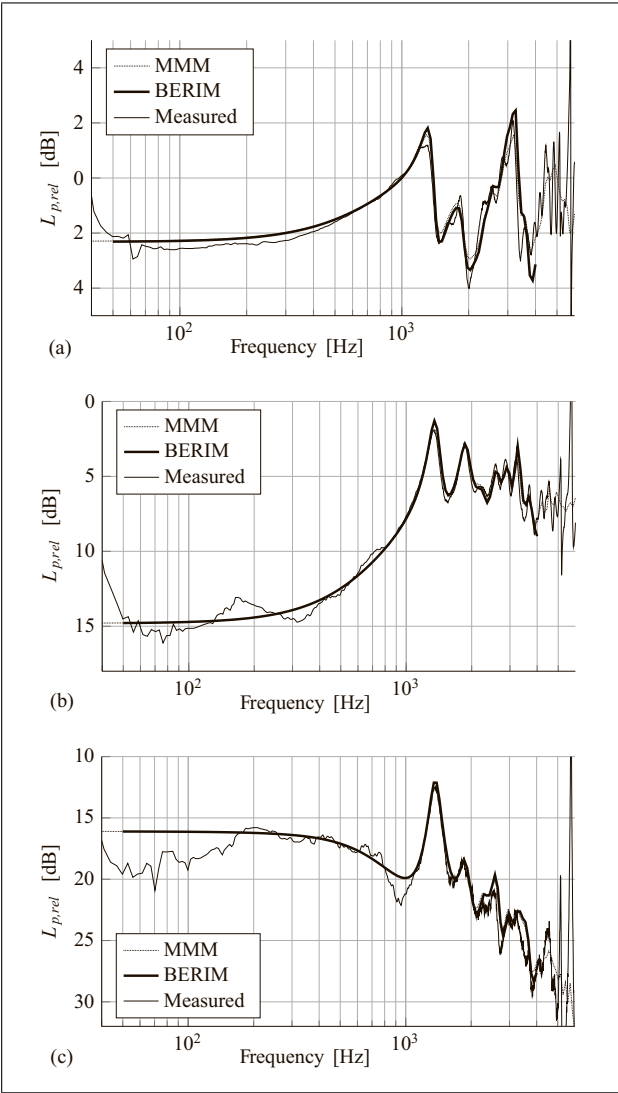 4
2
0
2
4
L_{p,rel} [dB]
MMM
BERIM
Measured
10^2
10^3
Frequency [Hz]
(a)
0
5
10
15
L_{p,rel} [dB]
MMM
BERIM
Measured
10^2
10^3
Frequency [Hz]
(b)
10
15
20
25
30
L_{p,rel} [dB]
MMM
BERIM
Measured
10^2
10^3
Frequency [Hz]
(c)